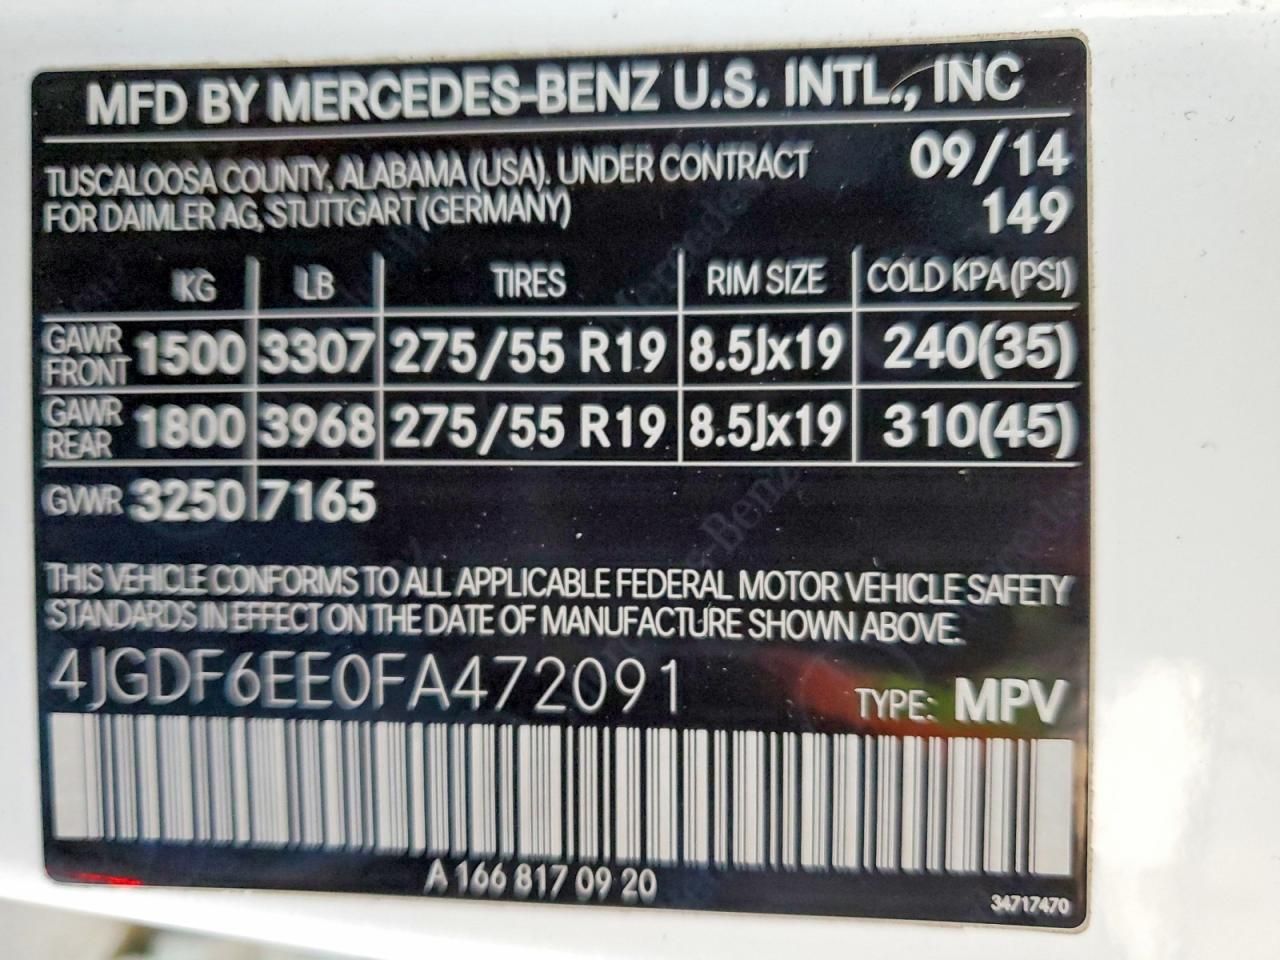 MFD BY MERCEDES-BENZ U.S. INTL., INC
TUSCALOOSA COUNTY, ALABAMA (USA). UNDER CONTRACT 09/14
FOR DAIMLER AG, STUTTGART (GERMANY) 149
KG LB TIRES RIM SIZE COLD KPA (PSI)
GAWR FRONT 1500 3307 275/55 R19 8.5Jx19 240(35)
GAWR REAR 1800 3968 275/55 R19 8.5Jx19 310(45)
GVWR 3250 7165
THIS VEHICLE CONFORMS TO ALL APPLICABLE FEDERAL MOTOR VEHICLE SAFETY
STANDARDS IN EFFECT ON THE DATE OF MANUFACTURE SHOWN ABOVE.
4JGDF6EE0FA472091 TYPE: MPV
A 166 817 09 20
34717470